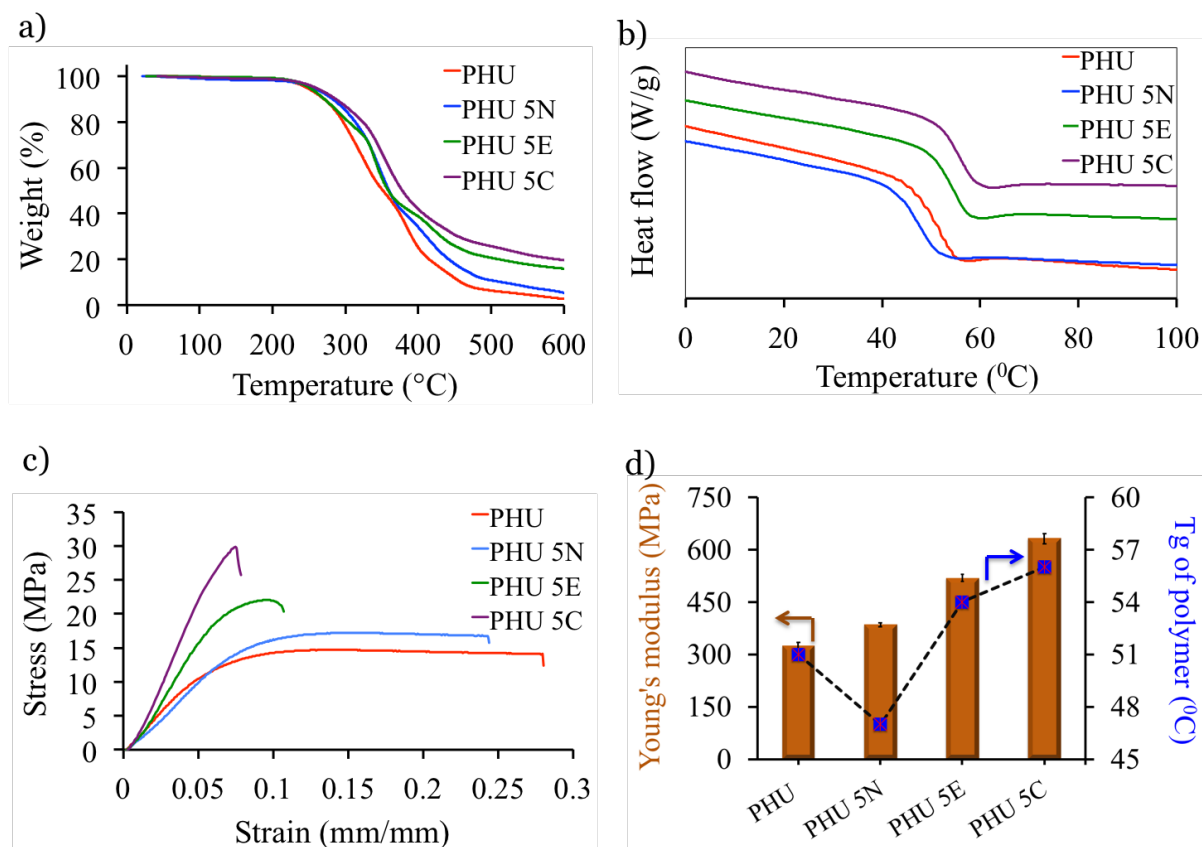 a)
Weight (%)
100
80
60
40
20
0
0 100 200 300 400 500 600
Temperature (°C)
PHU
PHU 5N
PHU 5E
PHU 5C
b)
Heat flow (W/g)
0 20 40 60 80 100
Temperature (⁰C)
PHU
PHU 5N
PHU 5E
PHU 5C
c)
Stress (MPa)
35
30
25
20
15
10
5
0
0 0.05 0.1 0.15 0.2 0.25 0.3
Strain (mm/mm)
PHU
PHU 5N
PHU 5E
PHU 5C
d)
Young's modulus (MPa)
750
600
450
300
150
0
60
57
54
51
48
45
Tg of polymer (⁰C)
PHU
PHU 5N
PHU 5E
PHU 5C